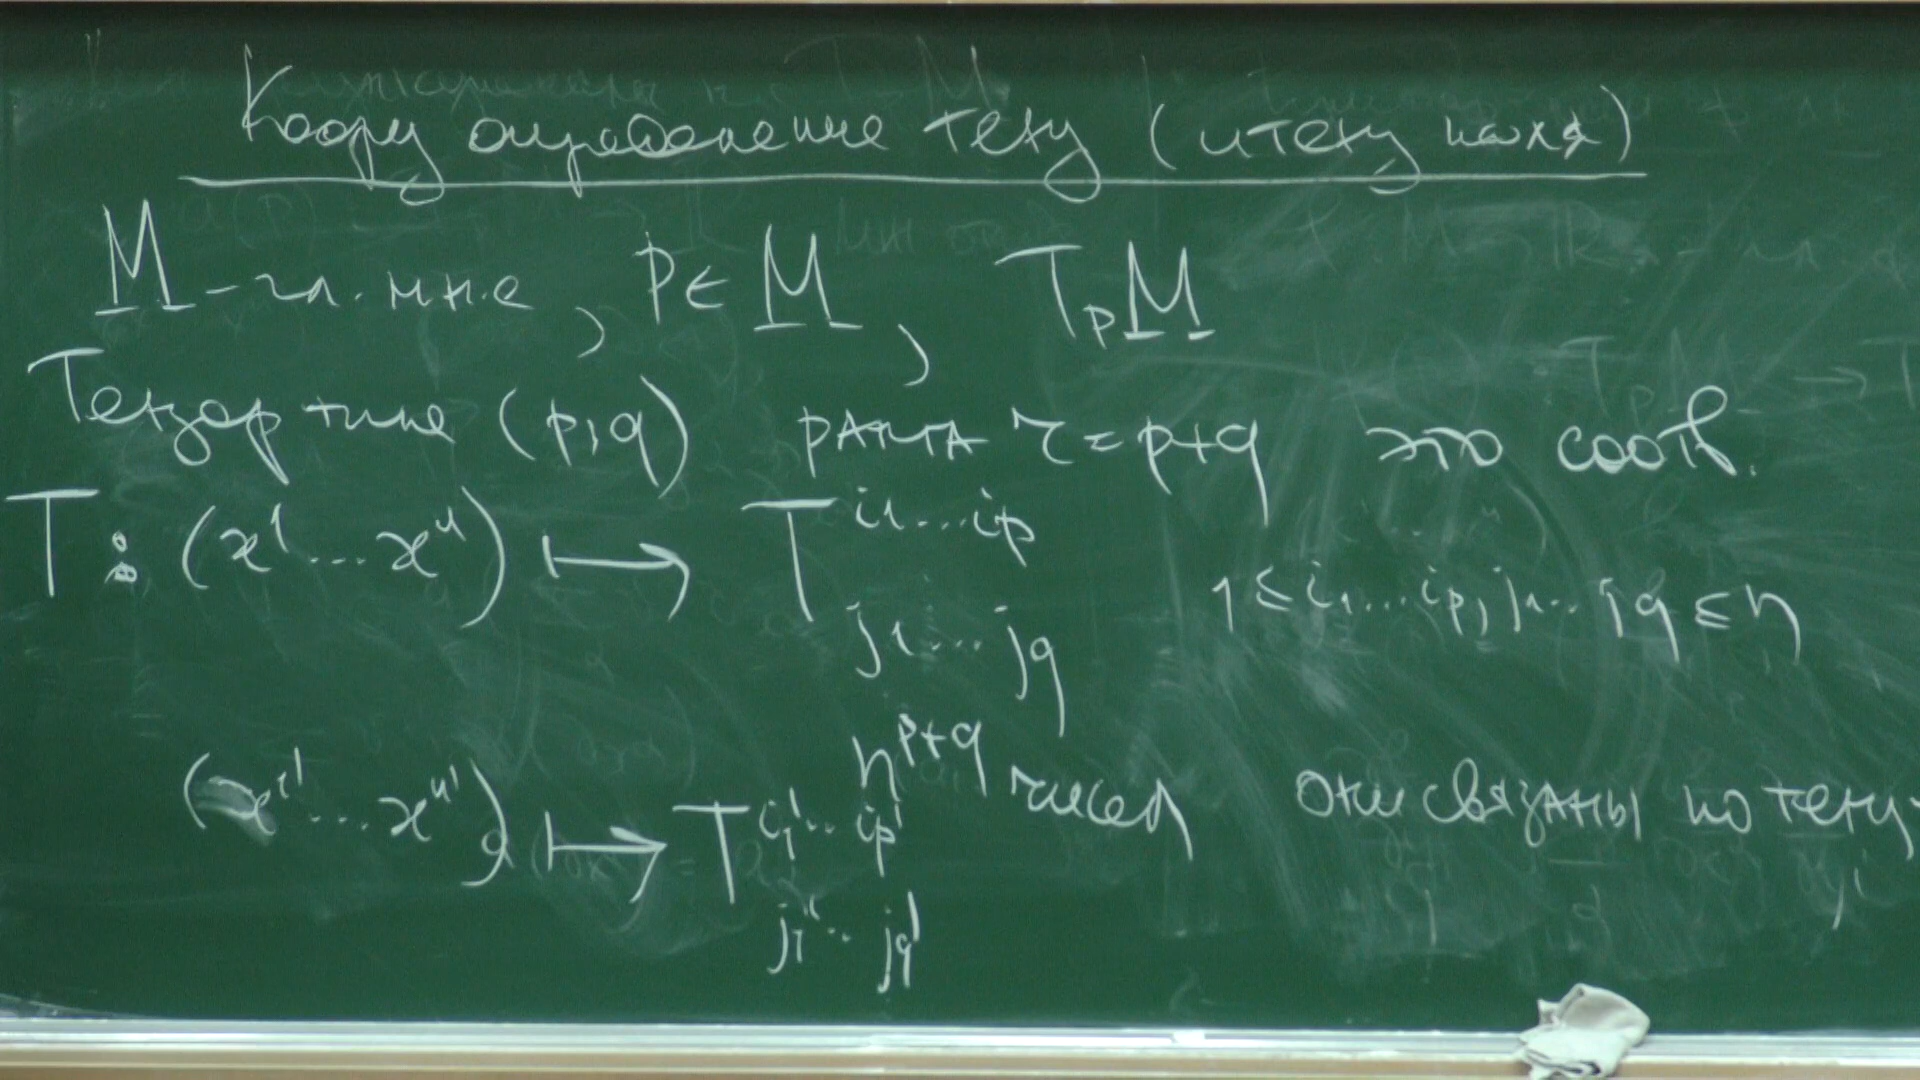 Коорд определение тенз (и тенз поля)
M - гл. мн.е, P ∈ M, T_P M
Тензор типа (p,q) ранга r = p+q это соотв.
T : (x^1 ... x^n) ↦ T^{i_1...i_p}_{j_1...j_q} 1 ≤ i_1...i_p, j_1...j_q ≤ n
n^{p+q} чисел
(x^{1'} ... x^{n'}) ↦ T^{i_1'...i_p'}_{j_1'...j_q'} они связаны по тенз